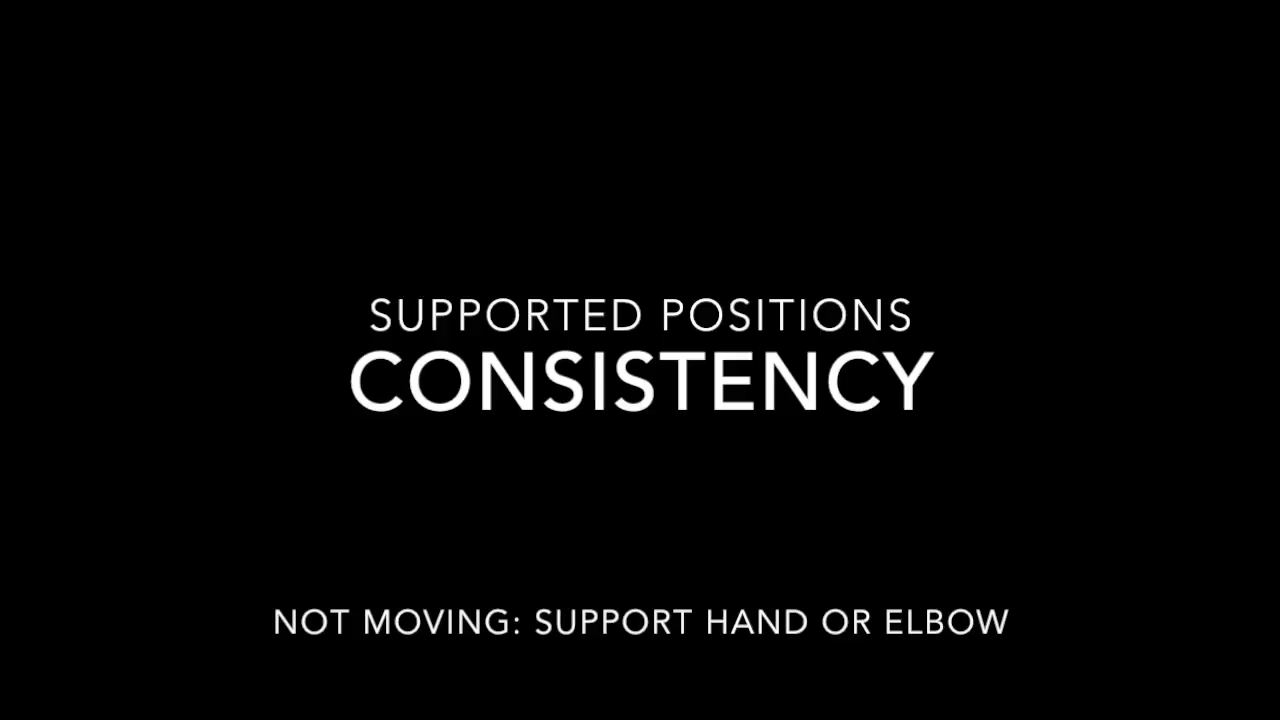 SUPPORTED POSITIONS
CONSISTENCY
NOT MOVING: SUPPORT HAND OR ELBOW